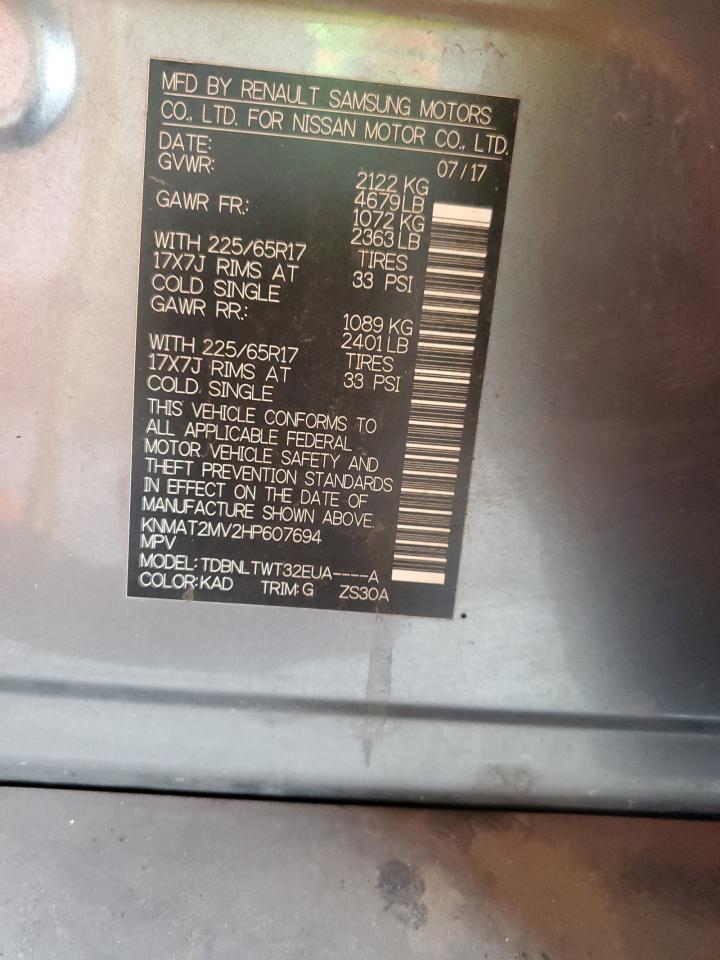 MFD BY RENAULT SAMSUNG MOTORS
CO., LTD. FOR NISSAN MOTOR CO., LTD.
DATE: 07/17
GVWR: 2122 KG
4679 LB
GAWR FR.: 1072 KG
2363 LB
WITH 225/65R17 TIRES
17X7J RIMS AT 33 PSI
COLD SINGLE
GAWR RR.: 1089 KG
2401 LB
WITH 225/65R17 TIRES
17X7J RIMS AT 33 PSI
COLD, SINGLE
THIS VEHICLE CONFORMS TO
ALL APPLICABLE FEDERAL
MOTOR VEHICLE SAFETY AND
THEFT PREVENTION STANDARDS
IN EFFECT ON THE DATE OF
MANUFACTURE SHOWN ABOVE.
KNMAT2MV2HP607694
MPV
MODEL: TDBNLTWT32EUA----A
COLOR:KAD TRIM:G ZS30A